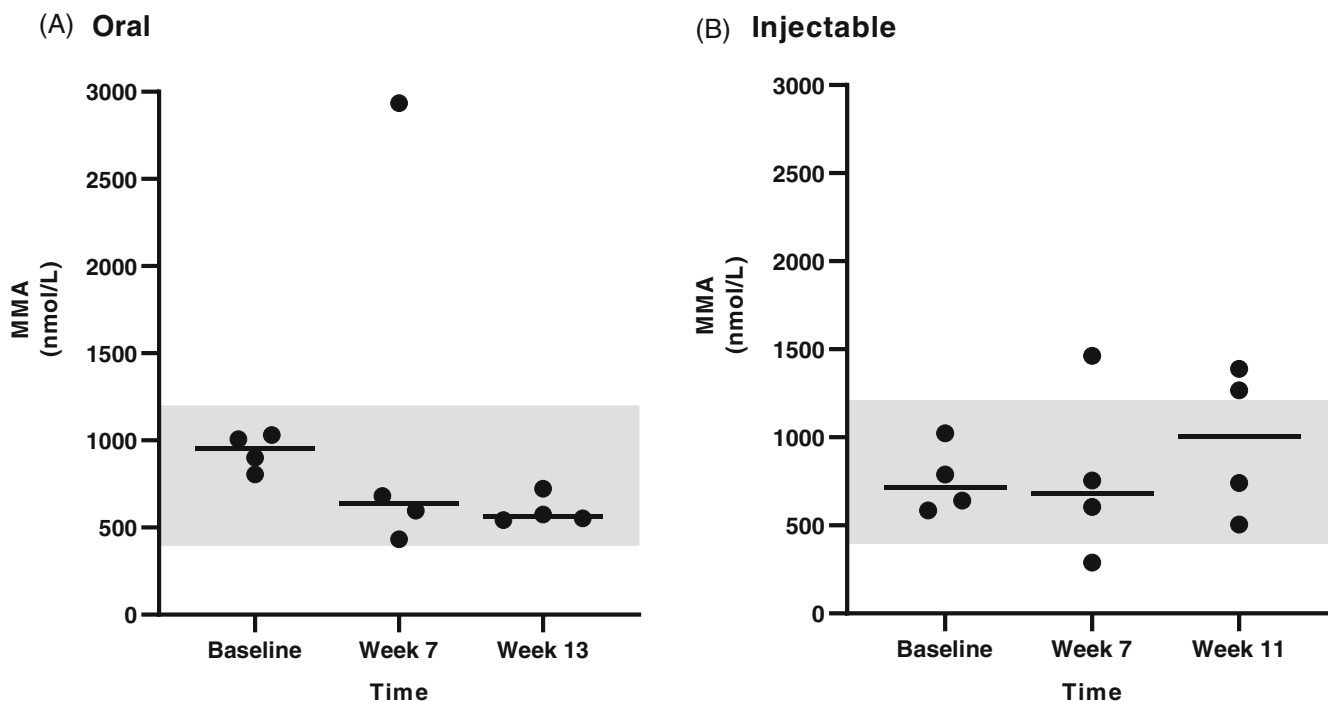 (A) Oral
3000
2500
2000
1500
1000
500
0
MMA
(nmol/L)
Baseline Week 7 Week 13
Time
(B) Injectable
3000
2500
2000
1500
1000
500
0
MMA
(nmol/L)
Baseline Week 7 Week 11
Time